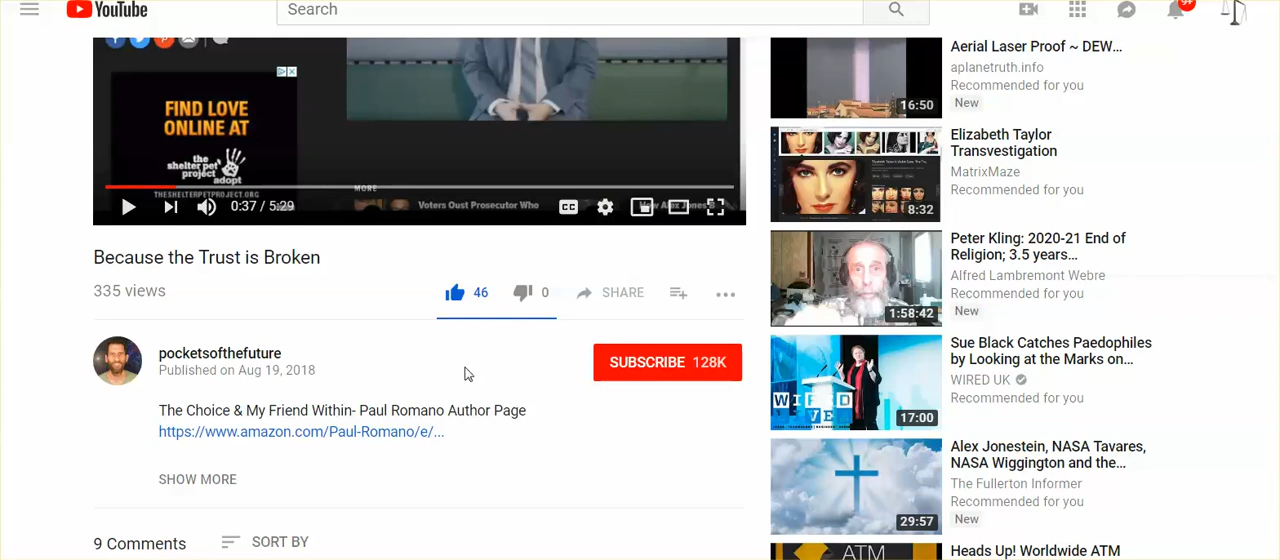 YouTube
Search
9+
FIND LOVE
ONLINE AT
the
shelter pet
project
adopt
THESHELTERPETPROJECT.ORG
MORE
Voters Oust Prosecutor Who
0:37 / 5:29
CC
Because the Trust is Broken
335 views
46
0
SHARE
pocketsofthefuture
Published on Aug 19, 2018
SUBSCRIBE 128K
The Choice & My Friend Within- Paul Romano Author Page
https://www.amazon.com/Paul-Romano/e/...
SHOW MORE
9 Comments
SORT BY
16:50
Aerial Laser Proof ~ DEW...
aplanetruth.info
Recommended for you
New
8:32
Elizabeth Taylor
Transvestigation
MatrixMaze
Recommended for you
1:58:42
Peter Kling: 2020-21 End of
Religion; 3.5 years...
Alfred Lambremont Webre
Recommended for you
New
WIRED
LIVE
17:00
Sue Black Catches Paedophiles
by Looking at the Marks on...
WIRED UK
Recommended for you
29:57
Alex Jonestein, NASA Tavares,
NASA Wiggington and the...
The Fullerton Informer
Recommended for you
New
ATM
Heads Up! Worldwide ATM